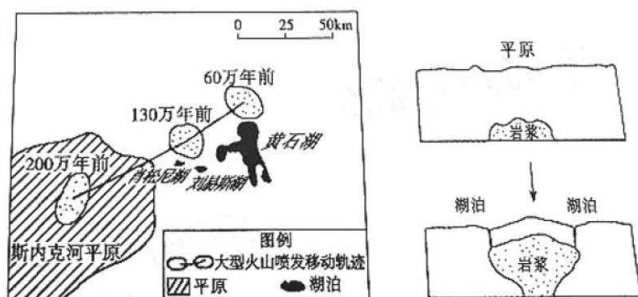 0 25 50km
60万年前
130万年前
黄石湖
200万年前
肖松尼湖
刘易斯湖
斯内克河平原
图例
大型火山喷发移动轨迹
平原
湖泊
平原
岩浆
湖泊 湖泊
岩浆